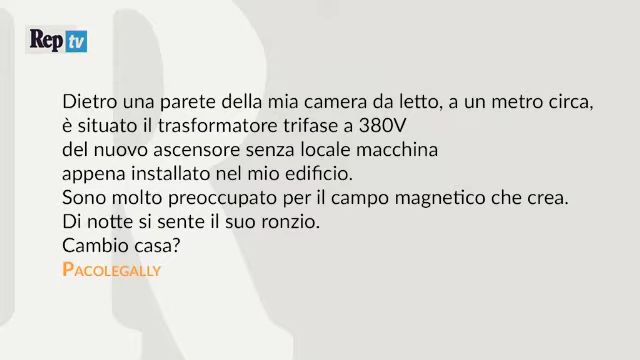 Rep tv
Dietro una parete della mia camera da letto, a un metro circa,
è situato il trasformatore trifase a 380V
del nuovo ascensore senza locale macchina
appena installato nel mio edificio.
Sono molto preoccupato per il campo magnetico che crea.
Di notte si sente il suo ronzio.
Cambio casa?
PACOLEGALLY